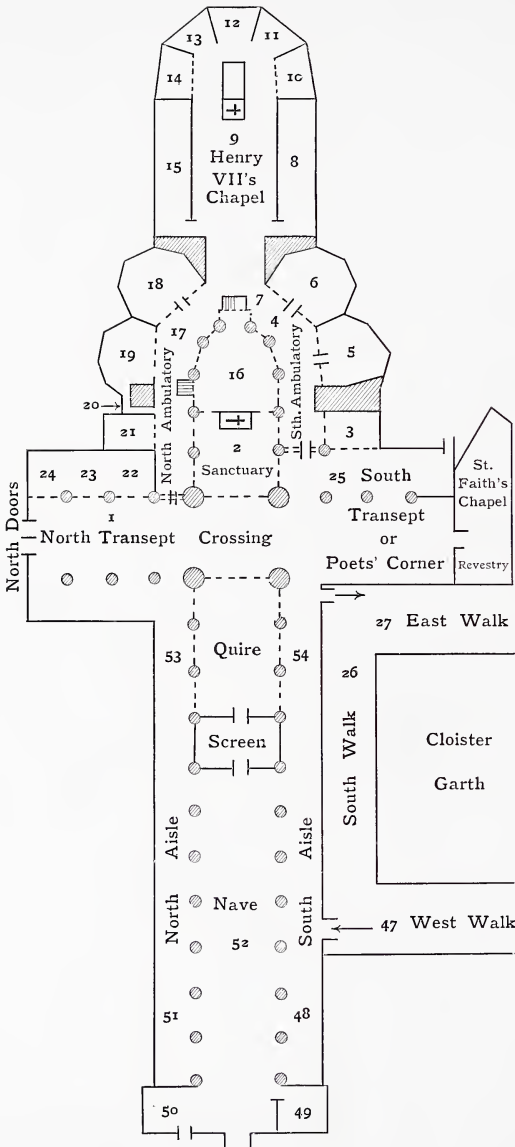 12
13
11
14
10
9
Henry
VII's
Chapel
15
8
18
6
7
4
17
5
19
16
North Ambulatory
Sth. Ambulatory
20
21
2
Sanctuary
3
24 23 22
25 South
St.
Faith's
Chapel
1
North Doors
North Transept
Crossing
Transept
or
Poets' Corner
Revestry
27 East Walk
53
Quire
54
26
Screen
South Walk
Cloister
Garth
Aisle
Aisle
North
Nave
South
52
47 West Walk
51
48
50
49